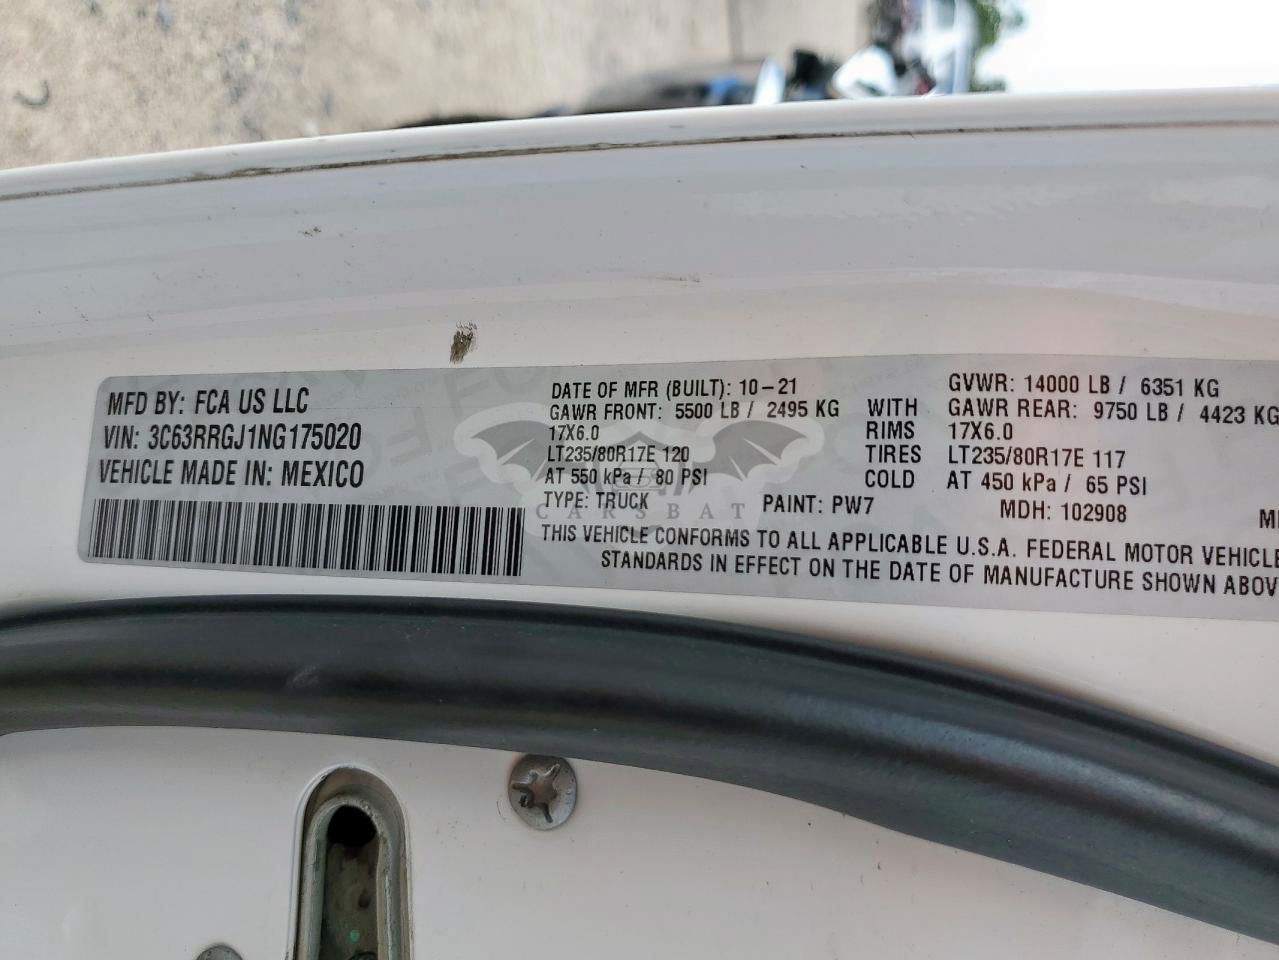 MFD BY: FCA US LLC
VIN: 3C63RRGJ1NG175020
VEHICLE MADE IN: MEXICO
DATE OF MFR (BUILT): 10-21 GVWR: 14000 LB / 6351 KG
GAWR FRONT: 5500 LB / 2495 KG WITH GAWR REAR: 9750 LB / 4423 KG
17X6.0 RIMS 17X6.0
LT235/80R17E 120 TIRES LT235/80R17E 117
AT 550 kPa / 80 PSI COLD AT 450 kPa / 65 PSI
TYPE: TRUCK PAINT: PW7 MDH: 102908
THIS VEHICLE CONFORMS TO ALL APPLICABLE U.S.A. FEDERAL MOTOR VEHICLE
STANDARDS IN EFFECT ON THE DATE OF MANUFACTURE SHOWN ABOV
CARSBAT